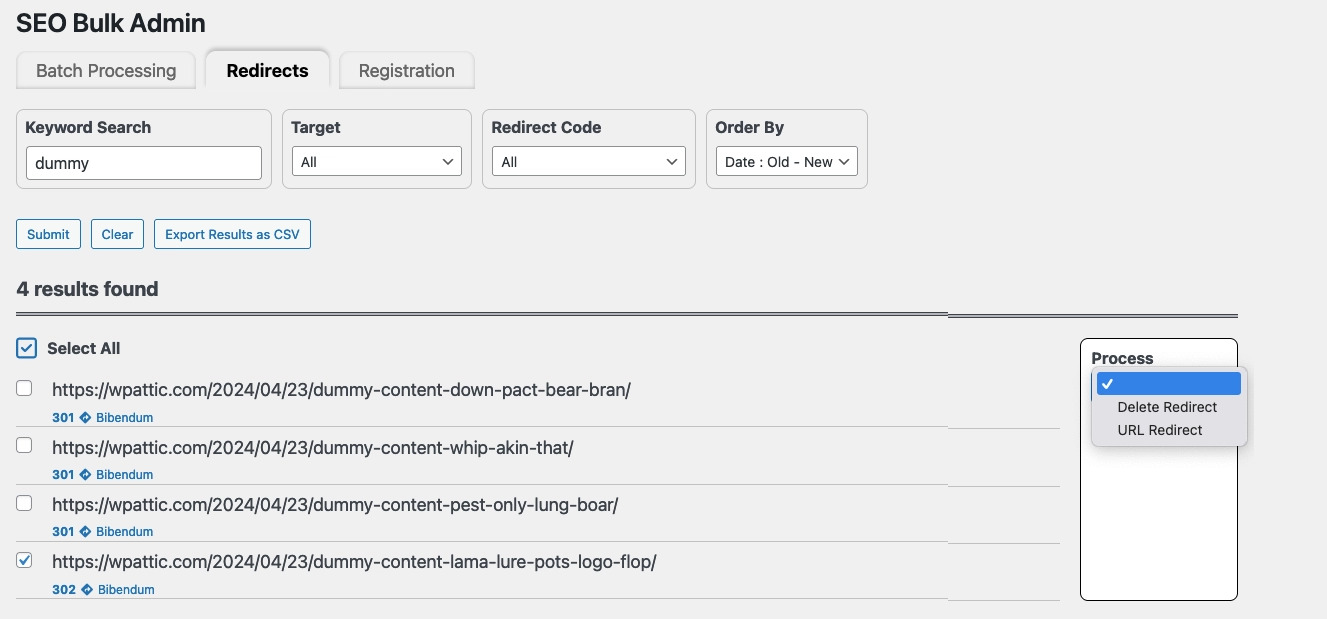 SEO Bulk Admin
Batch Processing Redirects Registration
Keyword Search Target Redirect Code Order By
dummy All All Date : Old - New
Submit Clear Export Results as CSV
4 results found
Select All
Process
https://wpattic.com/2024/04/23/dummy-content-down-pact-bear-bran/
Delete Redirect
301 Bibendum
URL Redirect
https://wpattic.com/2024/04/23/dummy-content-whip-akin-that/
301 Bibendum
https://wpattic.com/2024/04/23/dummy-content-pest-only-lung-boar/
301 Bibendum
https://wpattic.com/2024/04/23/dummy-content-lama-lure-pots-logo-flop/
302 Bibendum